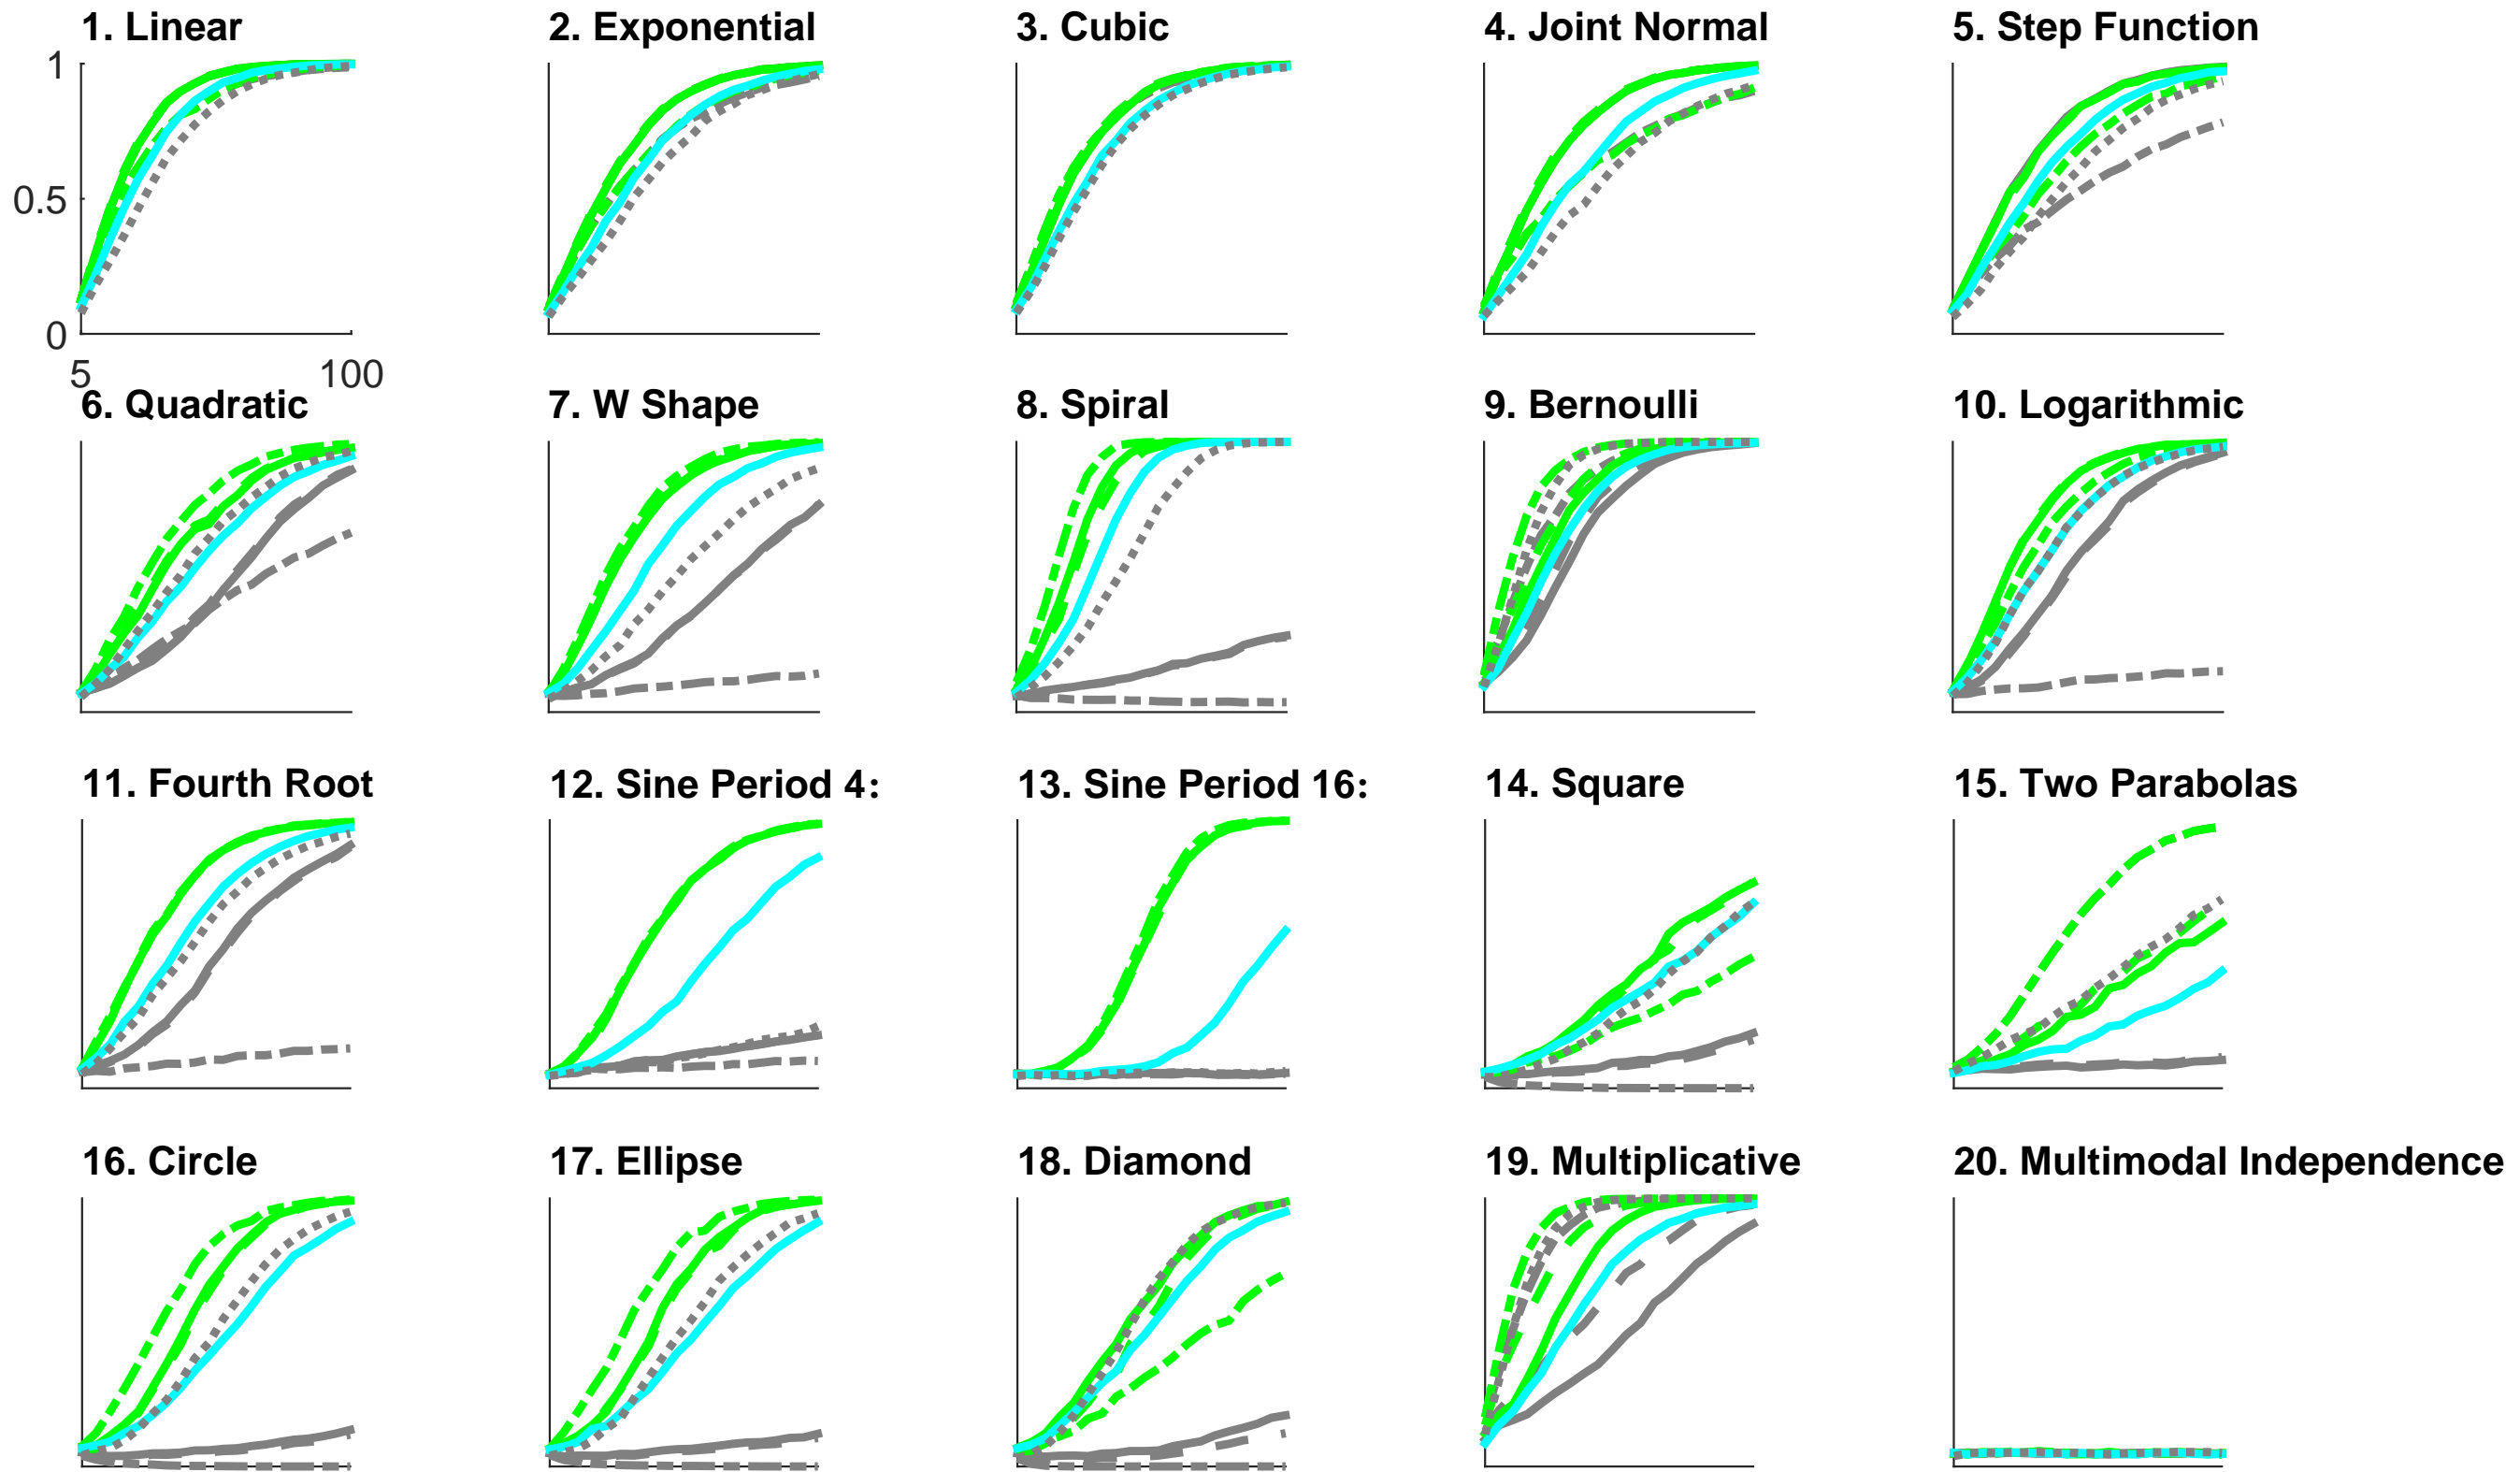 1. Linear
2. Exponential
3. Cubic
4. Joint Normal
5. Step Function
1
0.5
0
5
100
6. Quadratic
7. W Shape
8. Spiral
9. Bernoulli
10. Logarithmic
11. Fourth Root
12. Sine Period 4:
13. Sine Period 16:
14. Square
15. Two Parabolas
16. Circle
17. Ellipse
18. Diamond
19. Multiplicative
20. Multimodal Independence